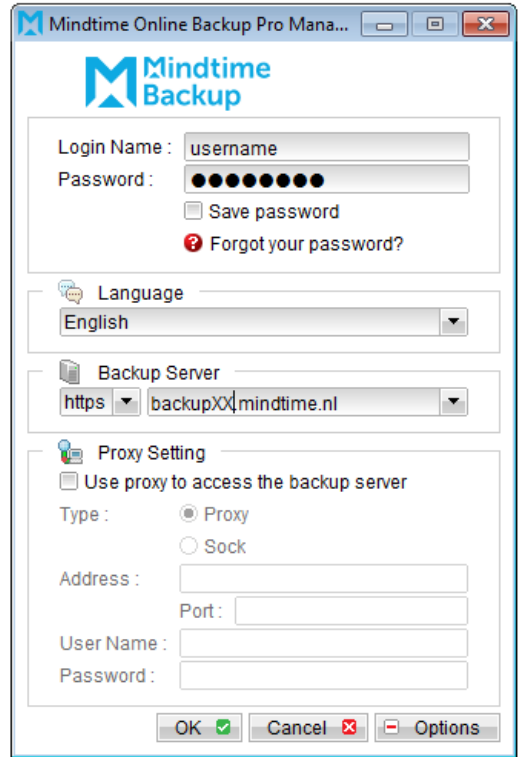 Mindtime Online Backup Pro Mana...
Mindtime
Backup
Login Name : username
Password : ●●●●●●●●
Save password
Forgot your password?
Language
English
Backup Server
https backupXX.mindtime.nl
Proxy Setting
Use proxy to access the backup server
Type : Proxy
Sock
Address :
Port :
User Name :
Password :
OK Cancel Options